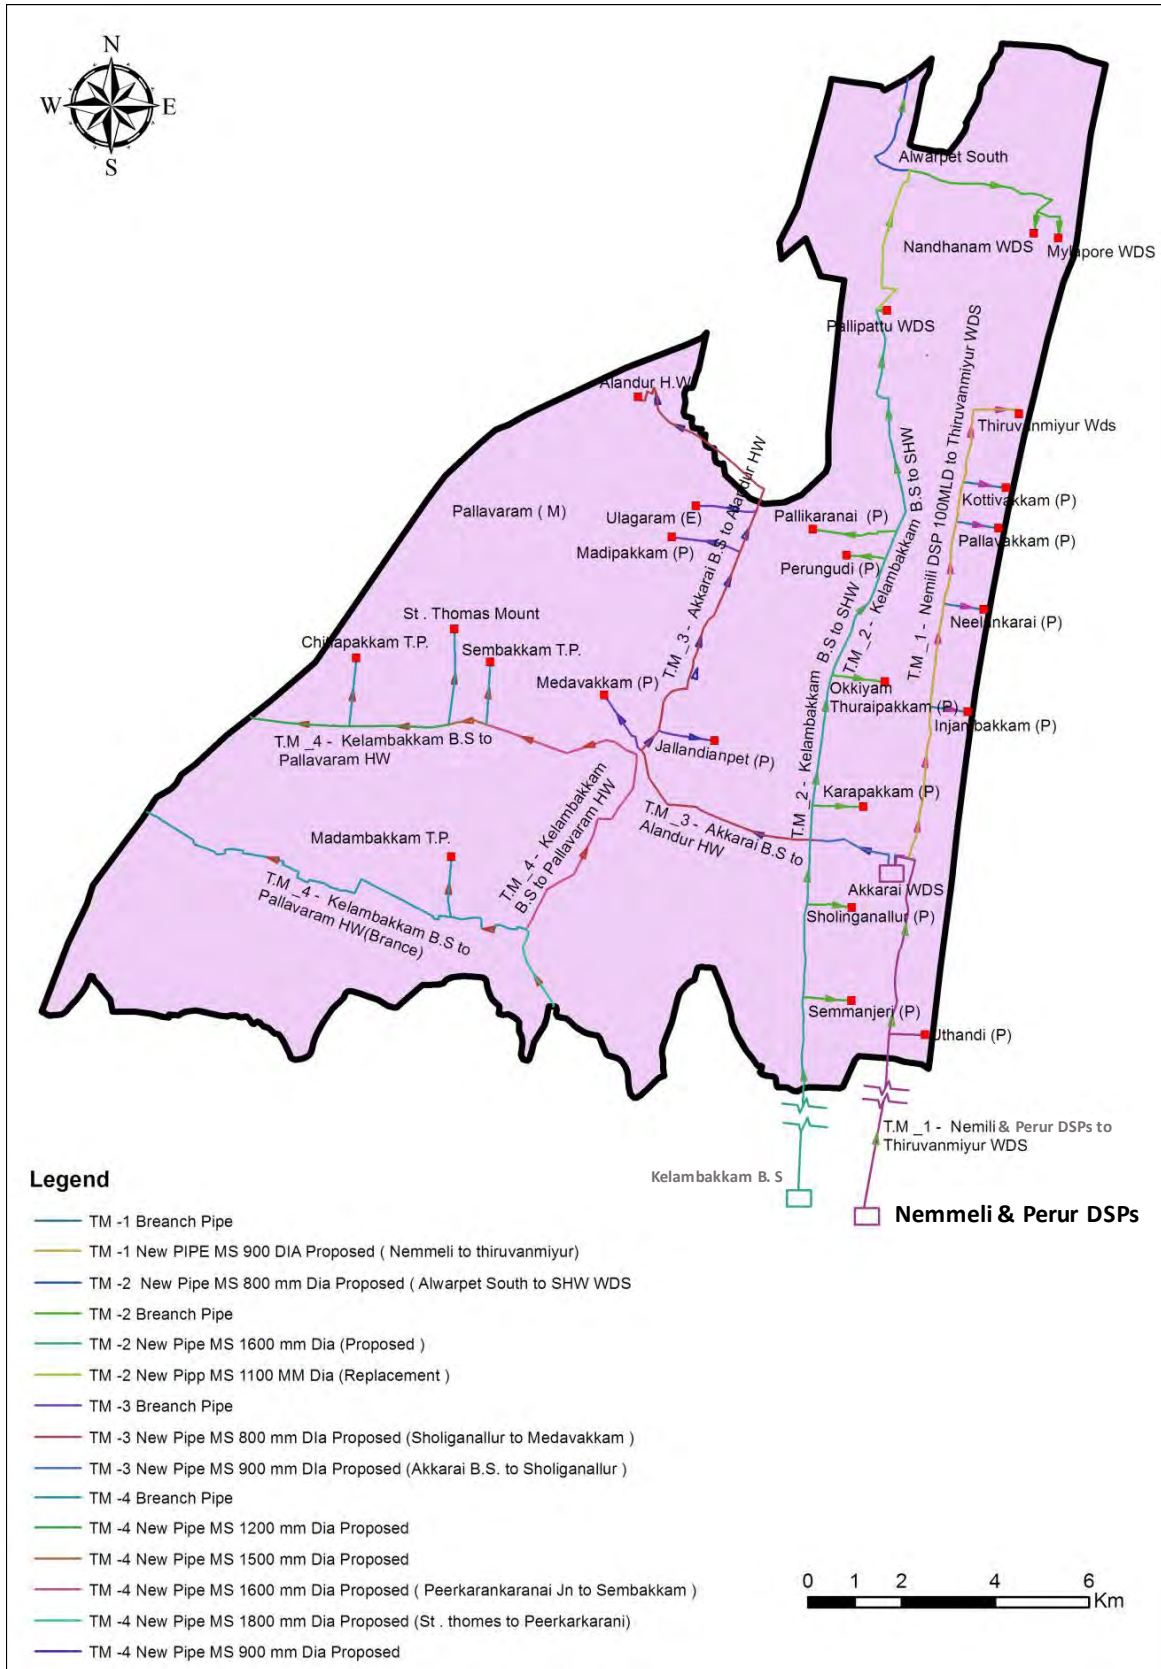 N
W
E
S
Alwarpet South
Nandhanam WDS
Mylapore WDS
Pallipattu WDS
T.M _1 - Nemili DSP 100MLD to Thiruvanmiyur WDS
Alandur H.W
Thiruvanmiyur Wds
T.M _3 - Akkarai B.S to Alandur HW
T.M _2 - Kelambakkam B.S to SHW
Kottivakkam (P)
Pallavaram ( M)
Ulagaram (E)
Pallikaranai (P)
Pallavakkam (P)
Madipakkam (P)
Perungudi (P)
T.M _2 - Kelambakkam B.S to SHW
Neelankarai (P)
St . Thomas Mount
Chitlapakkam T.P.
Sembakkam T.P.
Medavakkam (P)
Okkiyam
Thuraipakkam (P)
Injambakkam (P)
T.M _4 - Kelambakkam B.S to
Pallavaram HW
Jallandianpet (P)
T.M _4 - Kelambakkam
B.S to Pallavaram HW
Karapakkam (P)
T.M _3 - Akkarai B.S to
Alandur HW
Madambakkam T.P.
Akkarai WDS
T.M _4 - Kelambakkam B.S to
Pallavaram HW(Brance)
Sholinganallur (P)
Semmanjeri (P)
Uthandi (P)
T.M _1 - Nemili & Perur DSPs to
Thiruvanmiyur WDS
Kelambakkam B. S
Nemmeli & Perur DSPs
Legend
TM -1 Breanch Pipe
TM -1 New PIPE MS 900 DIA Proposed ( Nemmeli to thiruvanmiyur)
TM -2 New Pipe MS 800 mm Dia Proposed ( Alwarpet South to SHW WDS
TM -2 Breanch Pipe
TM -2 New Pipe MS 1600 mm Dia (Proposed )
TM -2 New Pipp MS 1100 MM Dia (Replacement )
TM -3 Breanch Pipe
TM -3 New Pipe MS 800 mm DIa Proposed (Sholiganallur to Medavakkam )
TM -3 New Pipe MS 900 mm DIa Proposed (Akkarai B.S. to Sholiganallur )
TM -4 Breanch Pipe
TM -4 New Pipe MS 1200 mm Dia Proposed
TM -4 New Pipe MS 1500 mm Dia Proposed
TM -4 New Pipe MS 1600 mm Dia Proposed ( Peerkarankaranai Jn to Sembakkam )
TM -4 New Pipe MS 1800 mm Dia Proposed (St . thomes to Peerkarkarani)
TM -4 New Pipe MS 900 mm Dia Proposed
0 1 2 4 6
Km